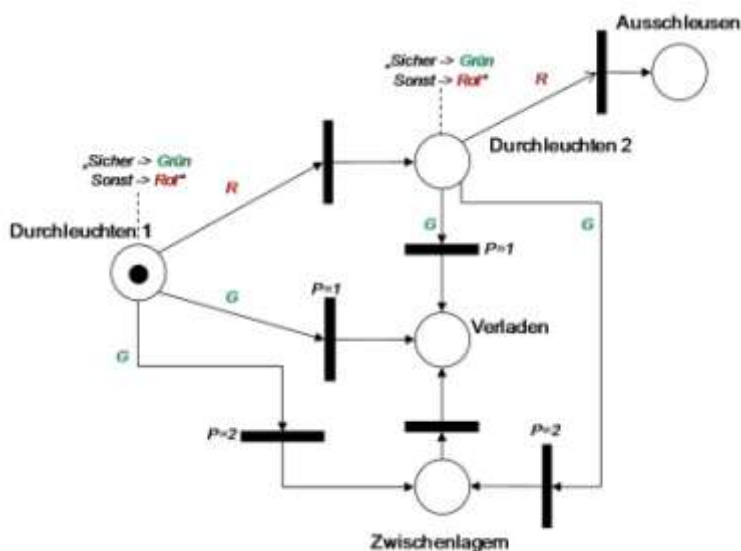 Ausschleusen
„Sicher -> Grün
Sonst -> Rot“
R
Durchleuchten 2
„Sicher -> Grün
Sonst -> Rot“
R
Durchleuchten 1
G
P=1
G
G
P=1
Verladen
G
P=2
P=2
Zwischenlagern